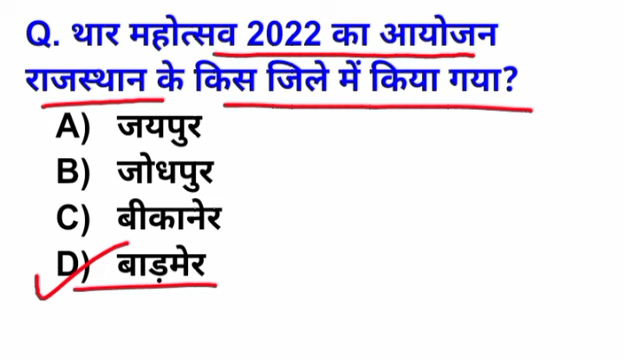 Q. थार महोत्सव 2022 का आयोजन
राजस्थान के किस जिले में किया गया?
A) जयपुर
B) जोधपुर
C) बीकानेर
D) बाड़मेर